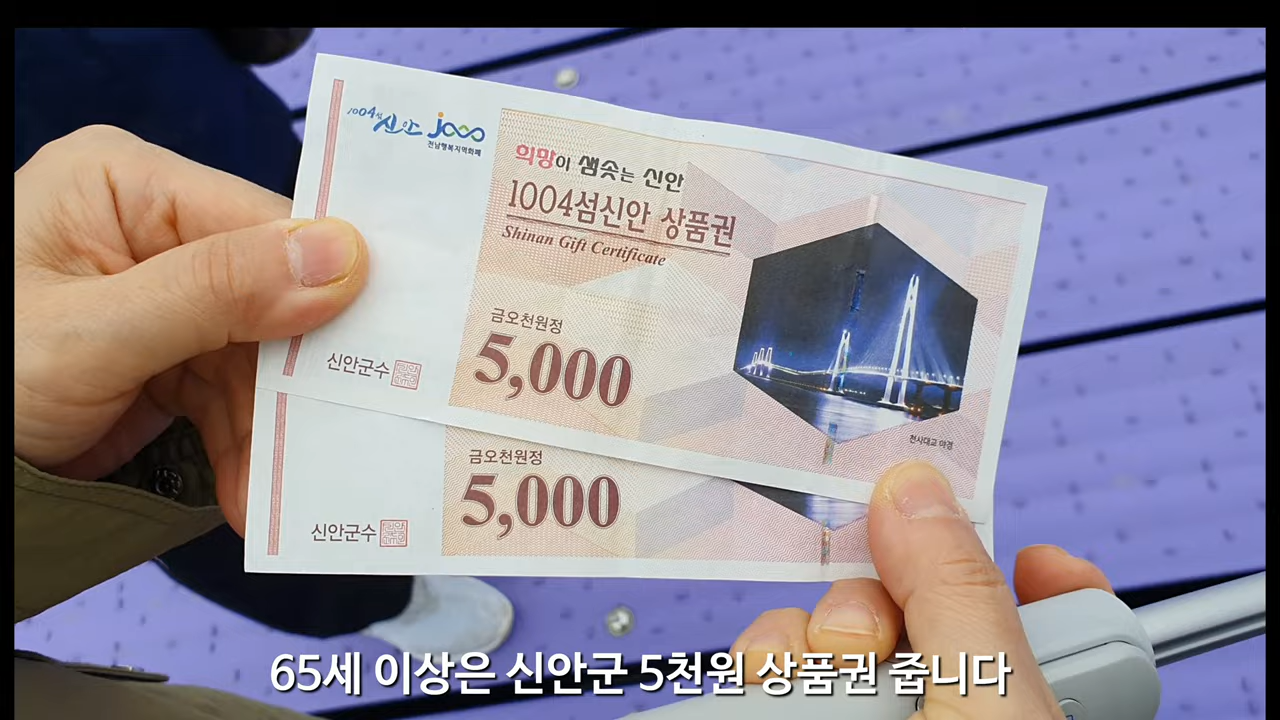 1004섬 신안
전남행복지역화폐
희망이 샘솟는 신안
1004섬신안 상품권
Shinan Gift Certificate
금오천원정
5,000
신안군수
천사대교 야경
금오천원정
5,000
신안군수
65세 이상은 신안군 5천원 상품권 줍니다